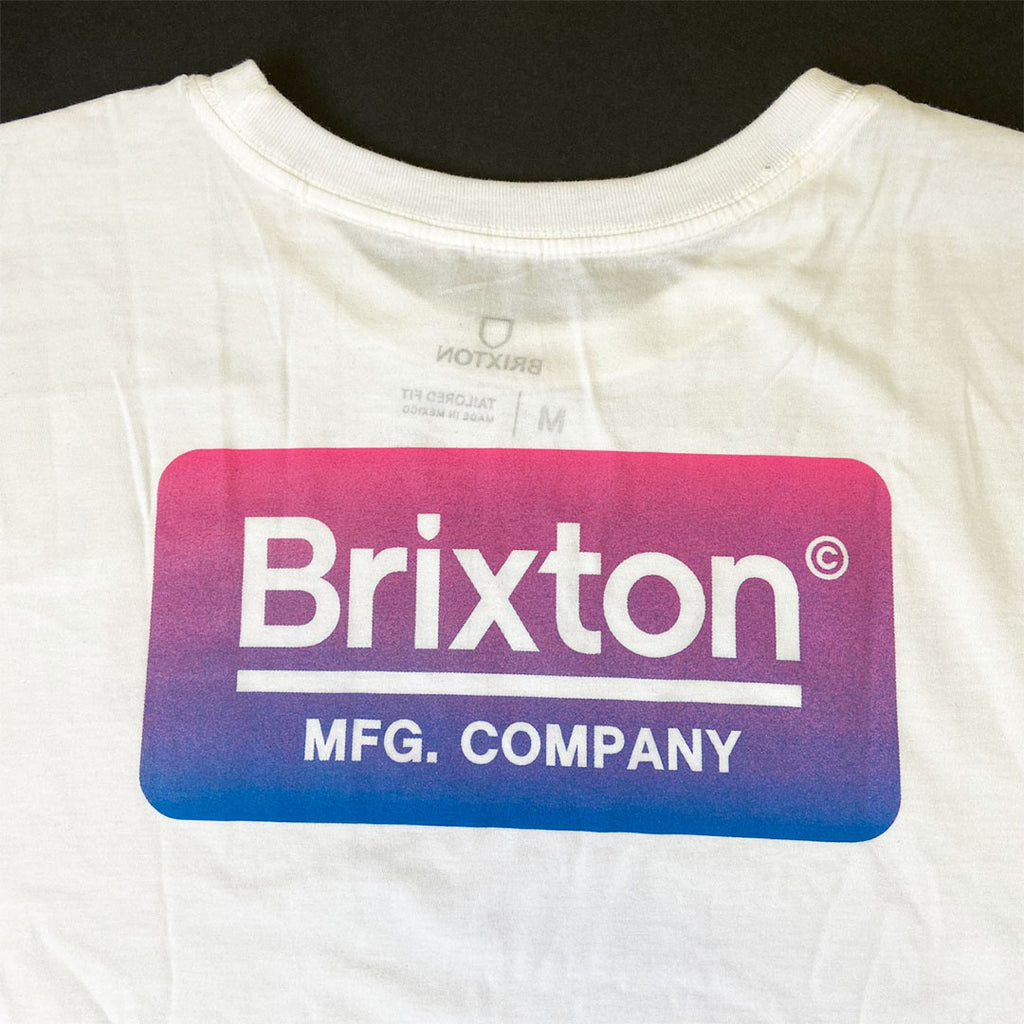 BRIXTON
M | TAILORED FIT
MADE IN MEXICO
Brixton©
MFG. COMPANY